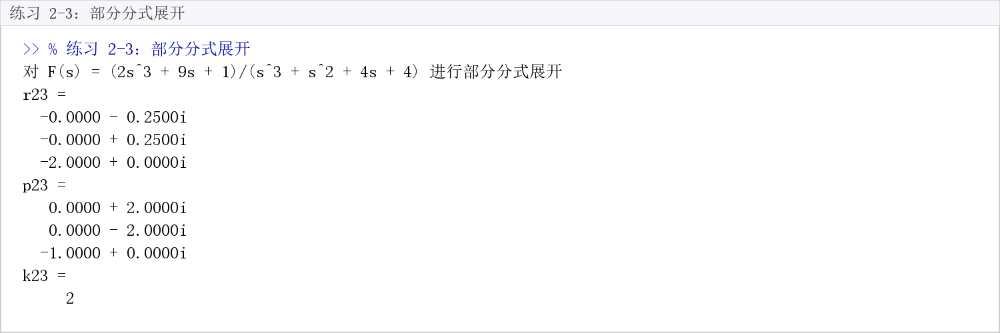 练习 2-3: 部分分式展开
>> % 练习 2-3: 部分分式展开
对 F(s) = (2s^3 + 9s + 1)/(s^3 + s^2 + 4s + 4) 进行部分分式展开
r23 =
-0.0000 - 0.2500i
-0.0000 + 0.2500i
-2.0000 + 0.0000i
p23 =
0.0000 + 2.0000i
0.0000 - 2.0000i
-1.0000 + 0.0000i
k23 =
2